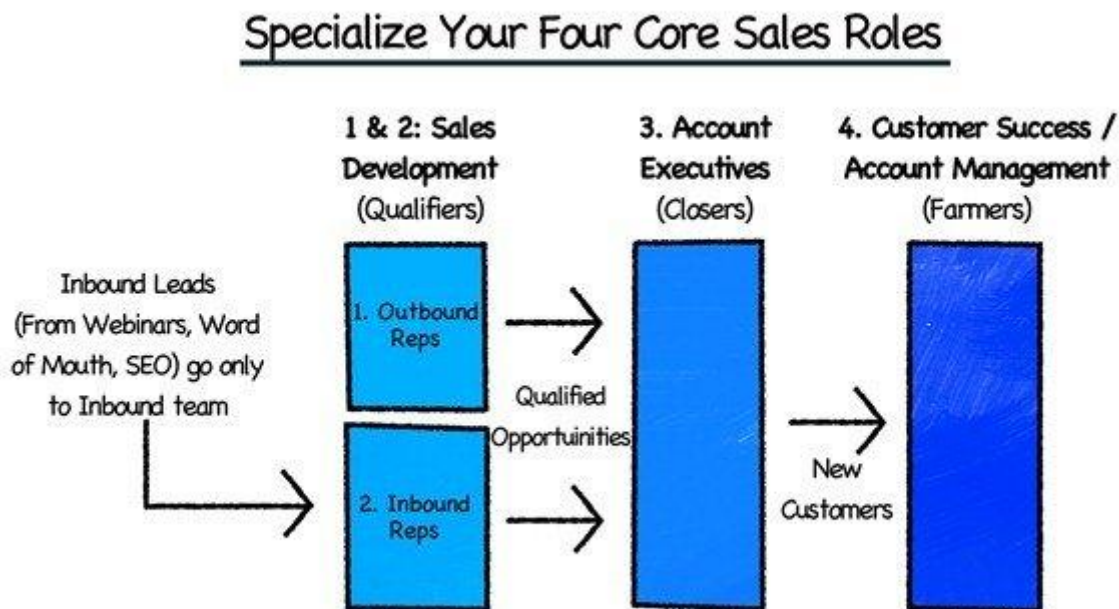 Specialize Your Four Core Sales Roles
1 & 2: Sales
Development
(Qualifiers)
3. Account
Executives
(Closers)
4. Customer Success /
Account Management
(Farmers)
Inbound Leads
(From Webinars, Word
of Mouth, SEO) go only
to Inbound team
1. Outbound
Reps
2. Inbound
Reps
Qualified
Opportuinities
New
Customers